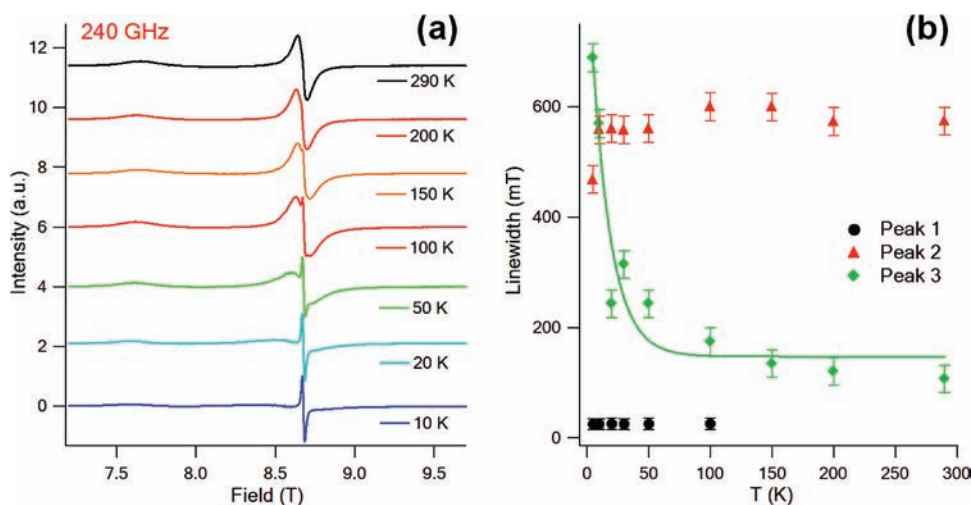 240 GHz
(a)
12
10
8
6
4
2
0
Intensity (a.u.)
290 K
200 K
150 K
100 K
50 K
20 K
10 K
7.5
8.0
8.5
9.0
9.5
Field (T)
(b)
600
400
200
0
Linewidth (mT)
Peak 1
Peak 2
Peak 3
0
50
100
150
200
250
300
T (K)